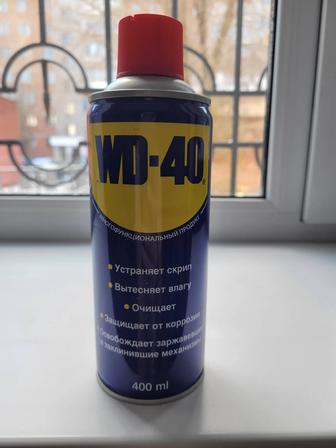 WD-40®
МНОГОФУНКЦИОНАЛЬНЫЙ ПРОДУКТ
• Устраняет скрип
• Вытесняет влагу
• Очищает
• Защищает от коррозии
• Освобождает заржавевшие
и заклинившие механизмы
400 ml